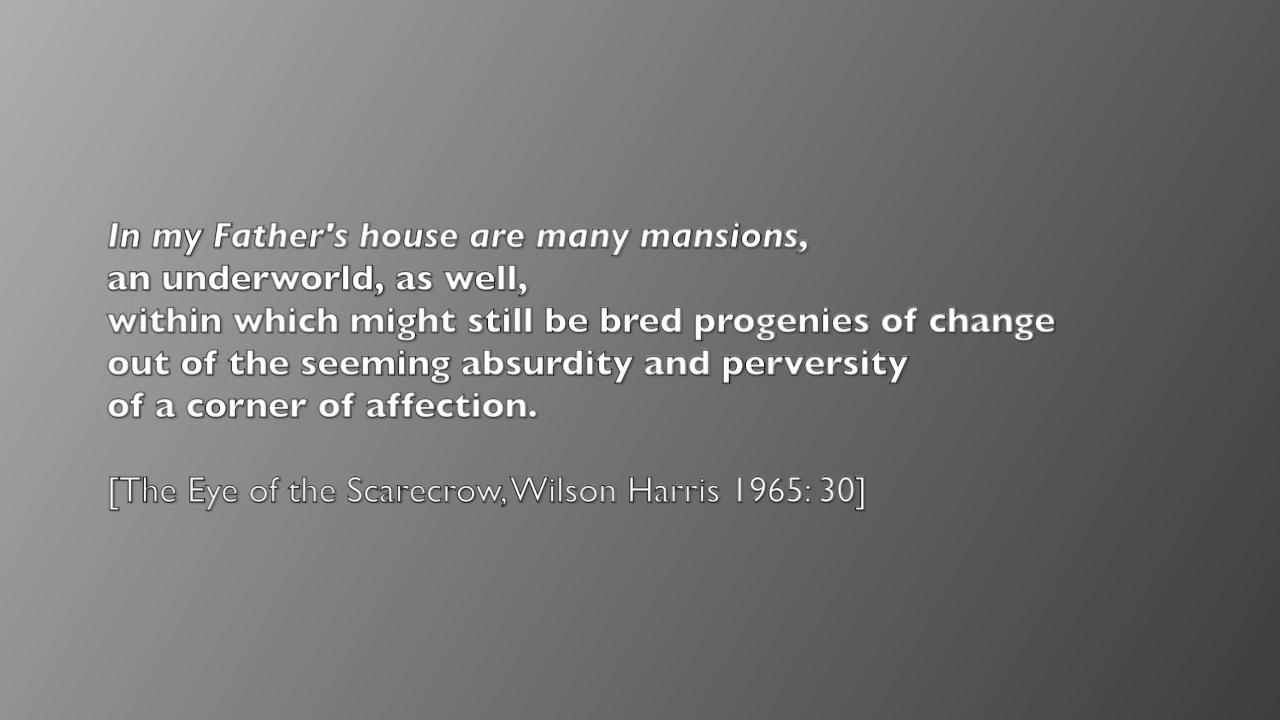 In my Father's house are many mansions,
an underworld, as well,
within which might still be bred progenies of change
out of the seeming absurdity and perversity
of a corner of affection.
[The Eye of the Scarecrow, Wilson Harris 1965: 30]